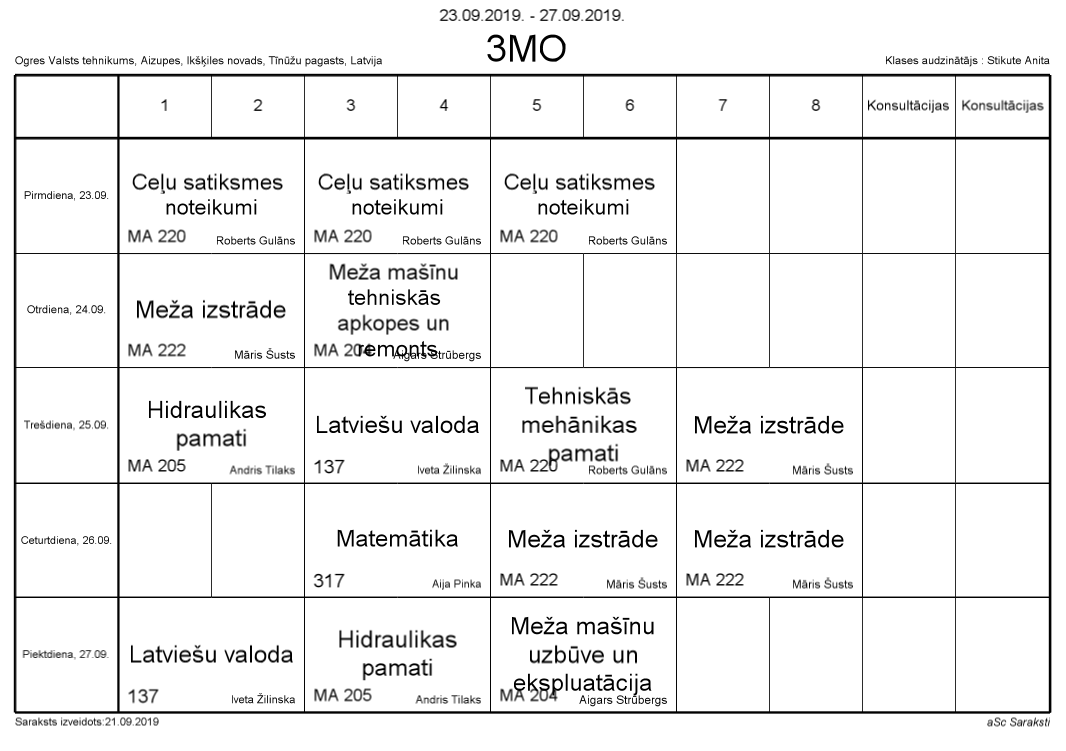 23.09.2019. - 27.09.2019.
3MO
Ogres Valsts tehnikums, Aizupes, Ikšķiles novads, Tīnūžu pagasts, Latvija
Klases audzinātājs : Stikute Anita
1 2 3 4 5 6 7 8 Konsultācijas Konsultācijas
Pirmdiena, 23.09.
Ceļu satiksmes
noteikumi
MA 220 Roberts Gulāns
Ceļu satiksmes
noteikumi
MA 220 Roberts Gulāns
Ceļu satiksmes
noteikumi
MA 220 Roberts Gulāns
Otrdiena, 24.09.
Meža izstrāde
MA 222 Māris Šusts
Meža mašīnu
tehniskās
apkopes un
remonts
MA 204 Aigars Strūbergs
Trešdiena, 25.09.
Hidraulikas
pamati
MA 205 Andris Tilaks
Latviešu valoda
137 Iveta Žilinska
Tehniskās
mehānikas
pamati
MA 220 Roberts Gulāns
Meža izstrāde
MA 222 Māris Šusts
Ceturtdiena, 26.09.
Matemātika
317 Aija Pinka
Meža izstrāde
MA 222 Māris Šusts
Meža izstrāde
MA 222 Māris Šusts
Piektdiena, 27.09.
Latviešu valoda
137 Iveta Žilinska
Hidraulikas
pamati
MA 205 Andris Tilaks
Meža mašīnu
uzbūve un
ekspluatācija
MA 204 Aigars Strūbergs
Saraksts izveidots:21.09.2019
aSc Saraksti